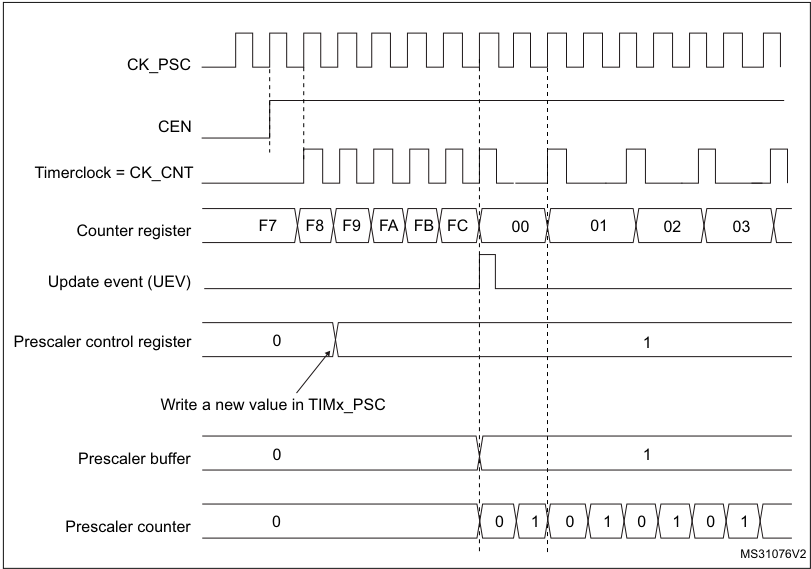 CK_PSC
CEN
Timerclock = CK_CNT
Counter register F7 F8 F9 FA FB FC 00 01 02 03
Update event (UEV)
Prescaler control register 0 1
Write a new value in TIMx_PSC
Prescaler buffer 0 1
Prescaler counter 0 0 1 0 1 0 1 0 1
MS31076V2